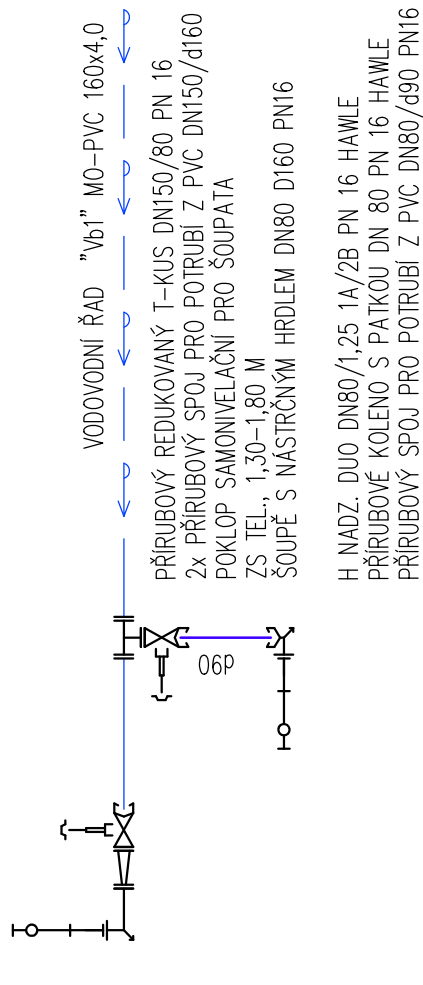 VODOVODNÍ ŘAD "Vb1" MO-PVC 160x4,0
PŘÍRUBOVÝ REDUKOVANÝ T-KUS DN150/80 PN 16
2x PŘÍRUBOVÝ SPOJ PRO POTRUBÍ Z PVC DN150/d160
POKLOP SAMONIVELAČNÍ PRO ŠOUPATA
ZS TEL., 1,30-1,80 M
ŠOUPĚ S NÁSTRČNÝM HRDLEM DN80 D160 PN16
d90
H NADZ. DUO DN80/1,25 1A/2B PN 16 HAWLE
PŘÍRUBOVÉ KOLENO S PATKOU DN 80 PN 16 HAWLE
PŘÍRUBOVÝ SPOJ PRO POTRUBÍ Z PVC DN80/d90 PN16